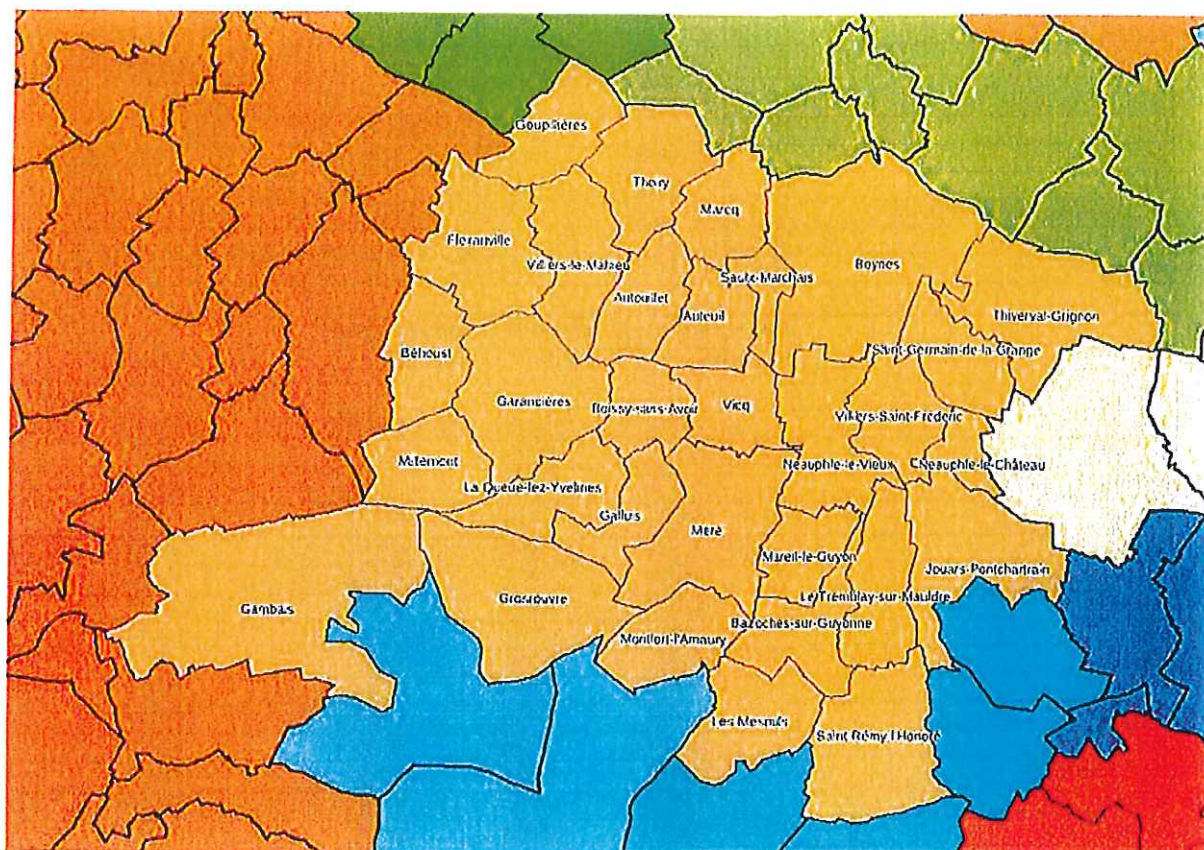 Goupillères
Thoiry
Marcq
Flexanville
Villiers-le-Mahieu
Saulx-Marchais
Beynes
Autouillet
Auteuil
Thiverval-Grignon
Béhoust
Saint-Germain-de-la-Grange
Garancières
Boissy-sans-Avoir
Vicq
Villiers-Saint-Frédéric
Millemont
Neauphle-le-Vieux
Neauphle-le-Château
La Queue-lez-Yvelines
Galluis
Méré
Mareil-le-Guyon
Jouars-Pontchartrain
Gambais
Grosrouvre
Le Tremblay-sur-Mauldre
Bazoches-sur-Guyonne
Montfort-l'Amaury
Les Mesnuls
Saint-Rémy-l'Honoré